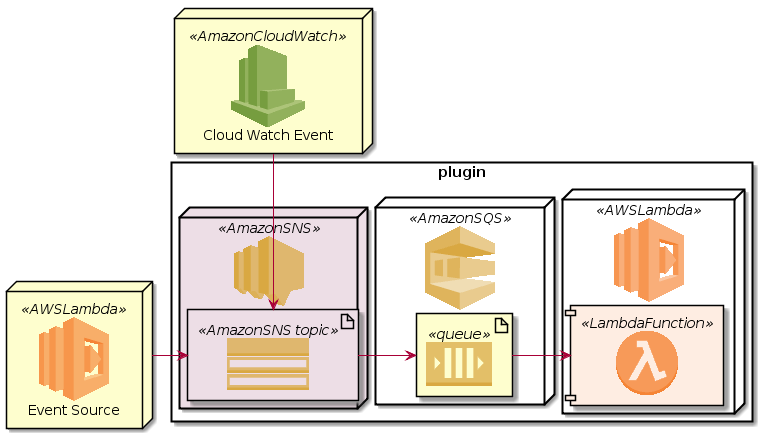 «AmazonCloudWatch»
Cloud Watch Event
plugin
«AmazonSNS»
«AmazonSQS»
«AWSLambda»
«AWSLambda»
Event Source
«AmazonSNS topic»
«queue»
«LambdaFunction»
λ